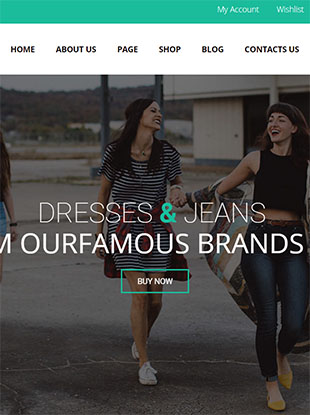 My Account Wishlist
HOME ABOUT US PAGE SHOP BLOG CONTACTS US
DRESSES & JEANS
M OURFAMOUS BRANDS
BUY NOW